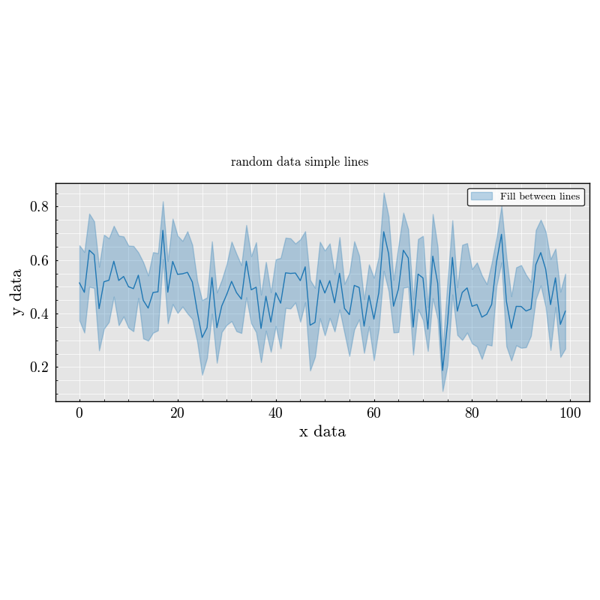 random data simple lines
Fill between lines
y data
0.8
0.6
0.4
0.2
0 20 40 60 80 100
x data